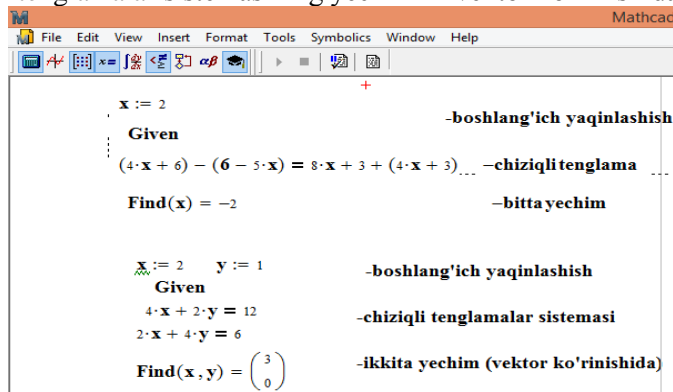 Mathcad
File Edit View Insert Format Tools Symbolics Window Help
x := 2
-boshlang'ich yaqinlashish
Given
(4·x + 6) − (6 − 5·x) = 8·x + 3 + (4·x + 3) −chiziqli tenglama
Find(x) = −2 −bitta yechim
x := 2 y := 1 -boshlang'ich yaqinlashish
Given
4·x + 2·y = 12 -chiziqli tenglamalar sistemasi
2·x + 4·y = 6
Find(x, y) = (3 0) -ikkita yechim (vektor ko'rinishida)